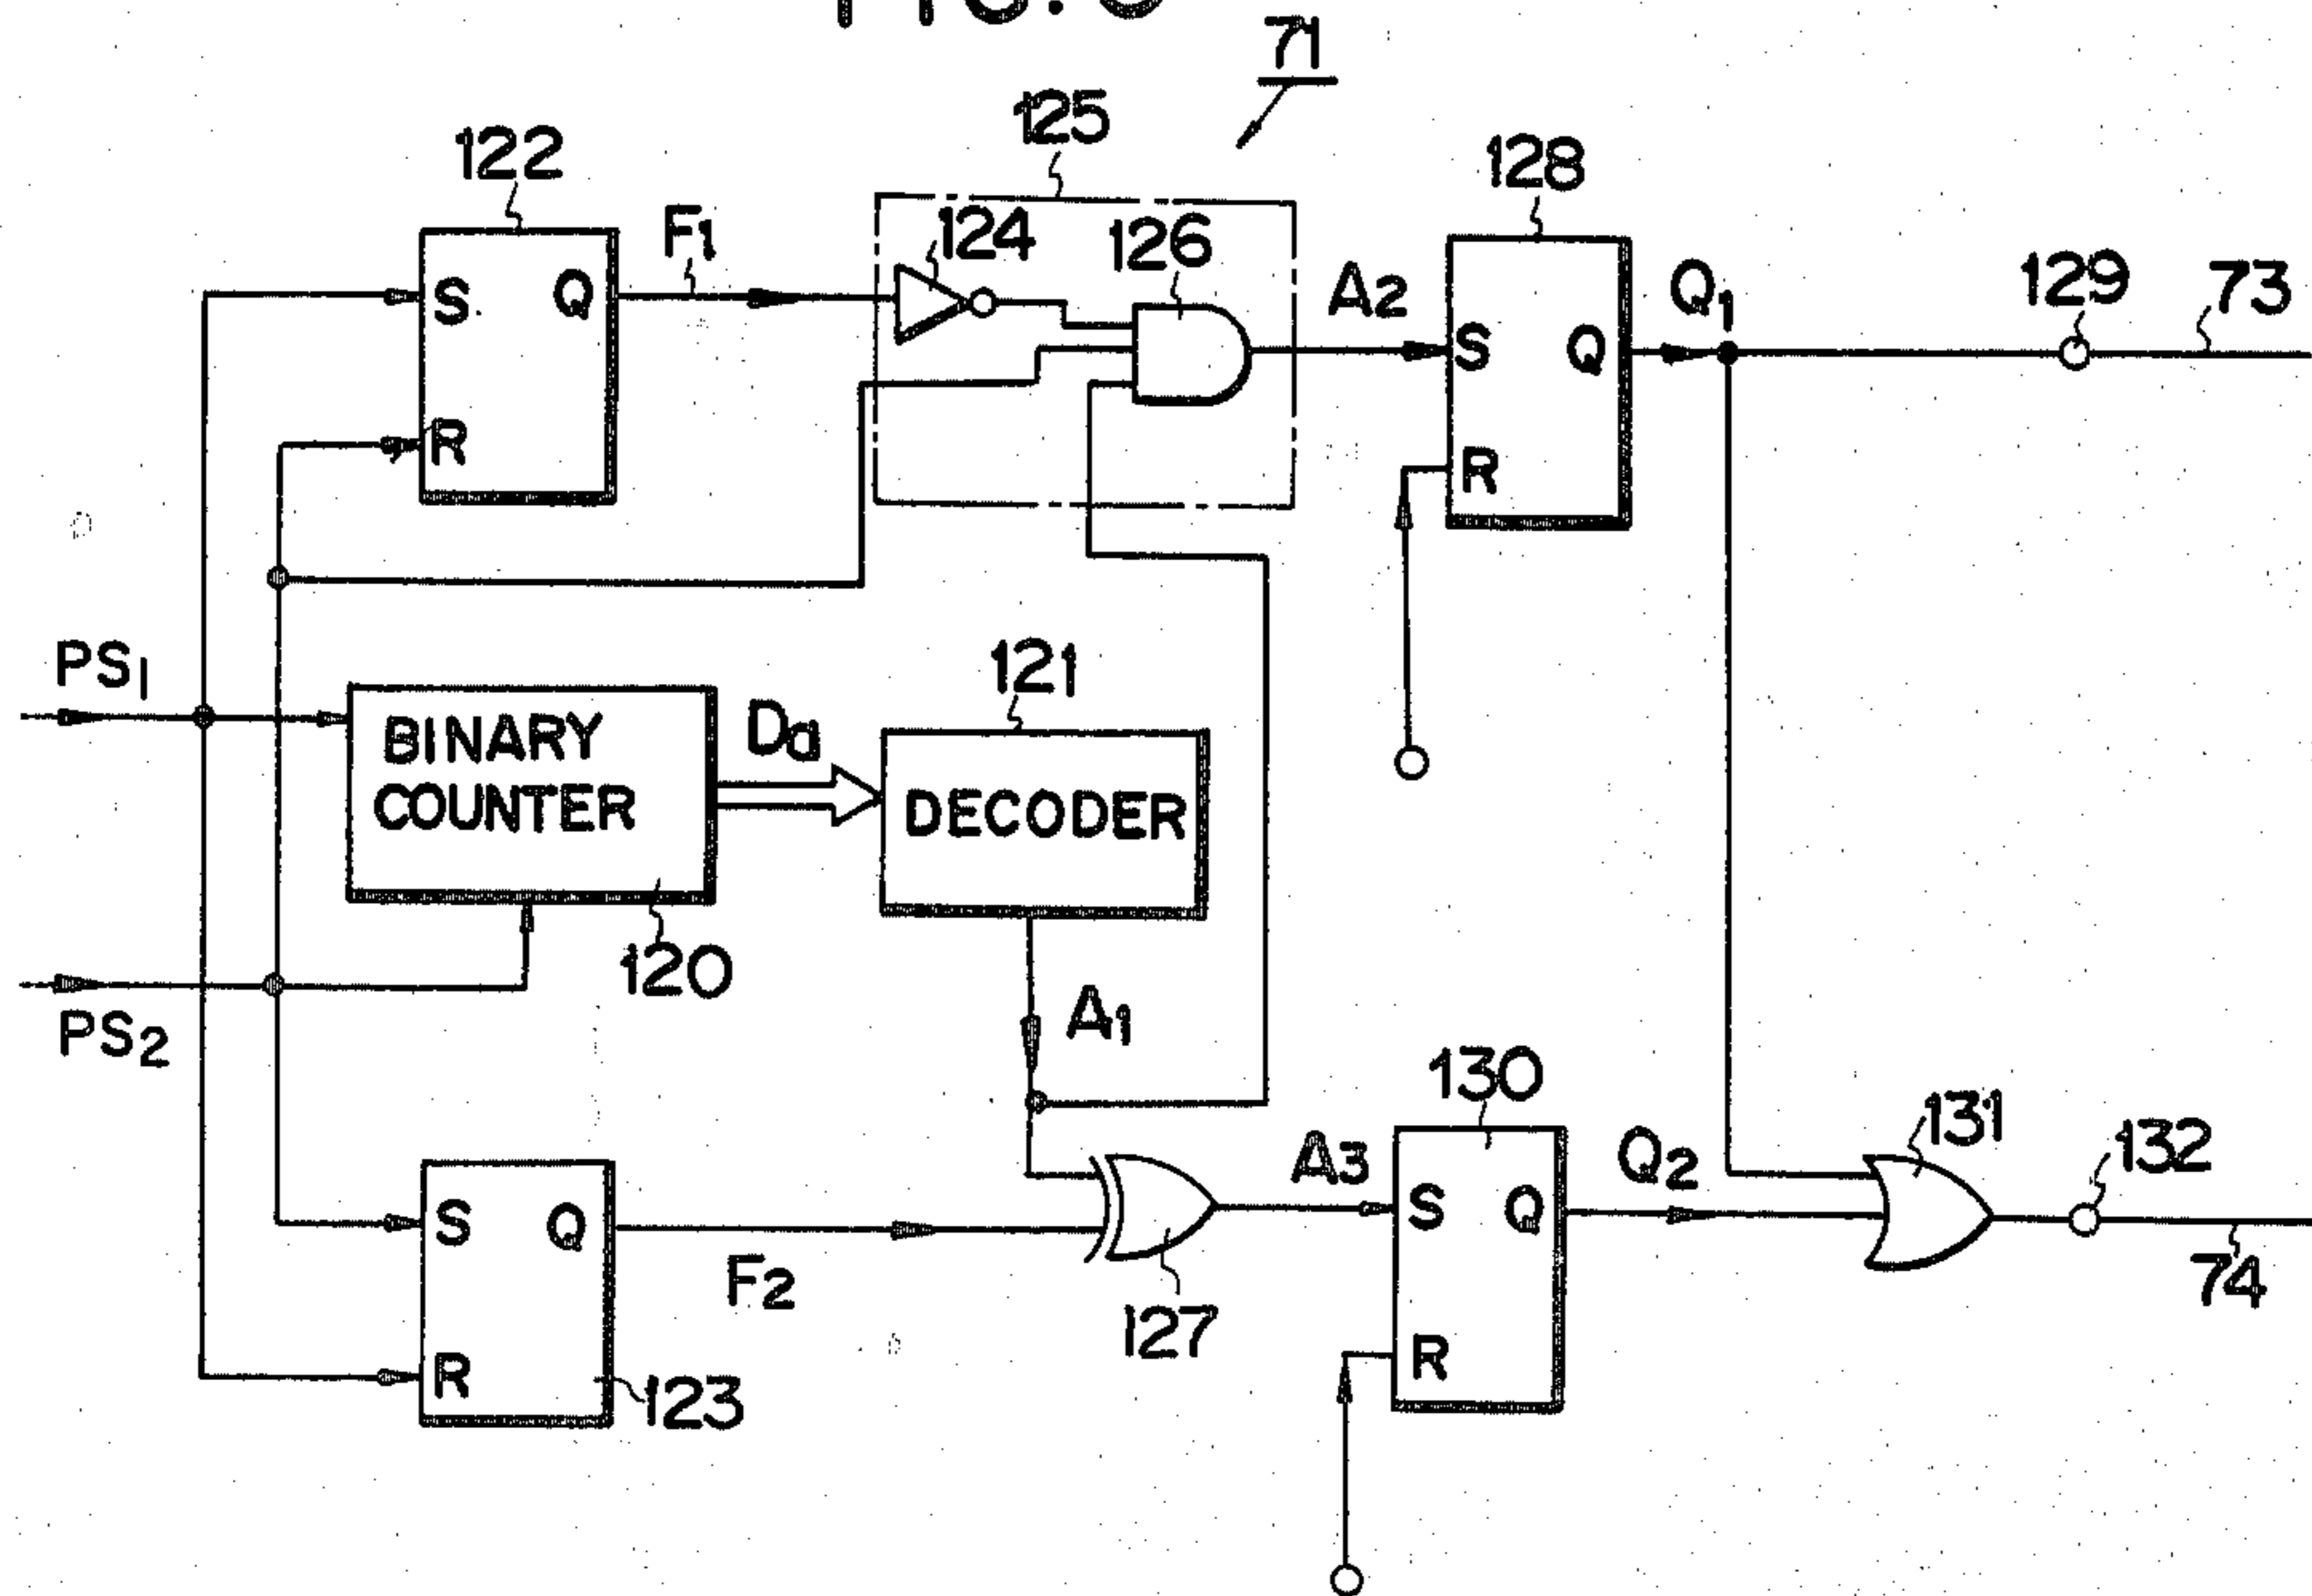 71
125
122
128
F1
124
126
129
73
A2
Q1
S Q
S Q
R
R
PS1
121
BINARY
COUNTER
Da
DECODER
120
PS2
A1
130
131
132
A3
Q2
S Q
S Q
F2
74
127
R
R
123